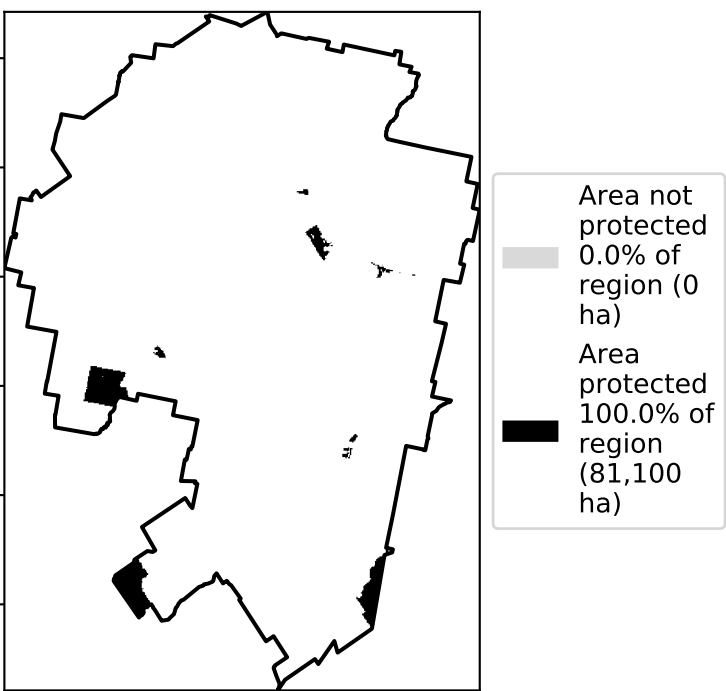 Area not
protected
0.0% of
region (0
ha)
Area
protected
100.0% of
region
(81,100
ha)